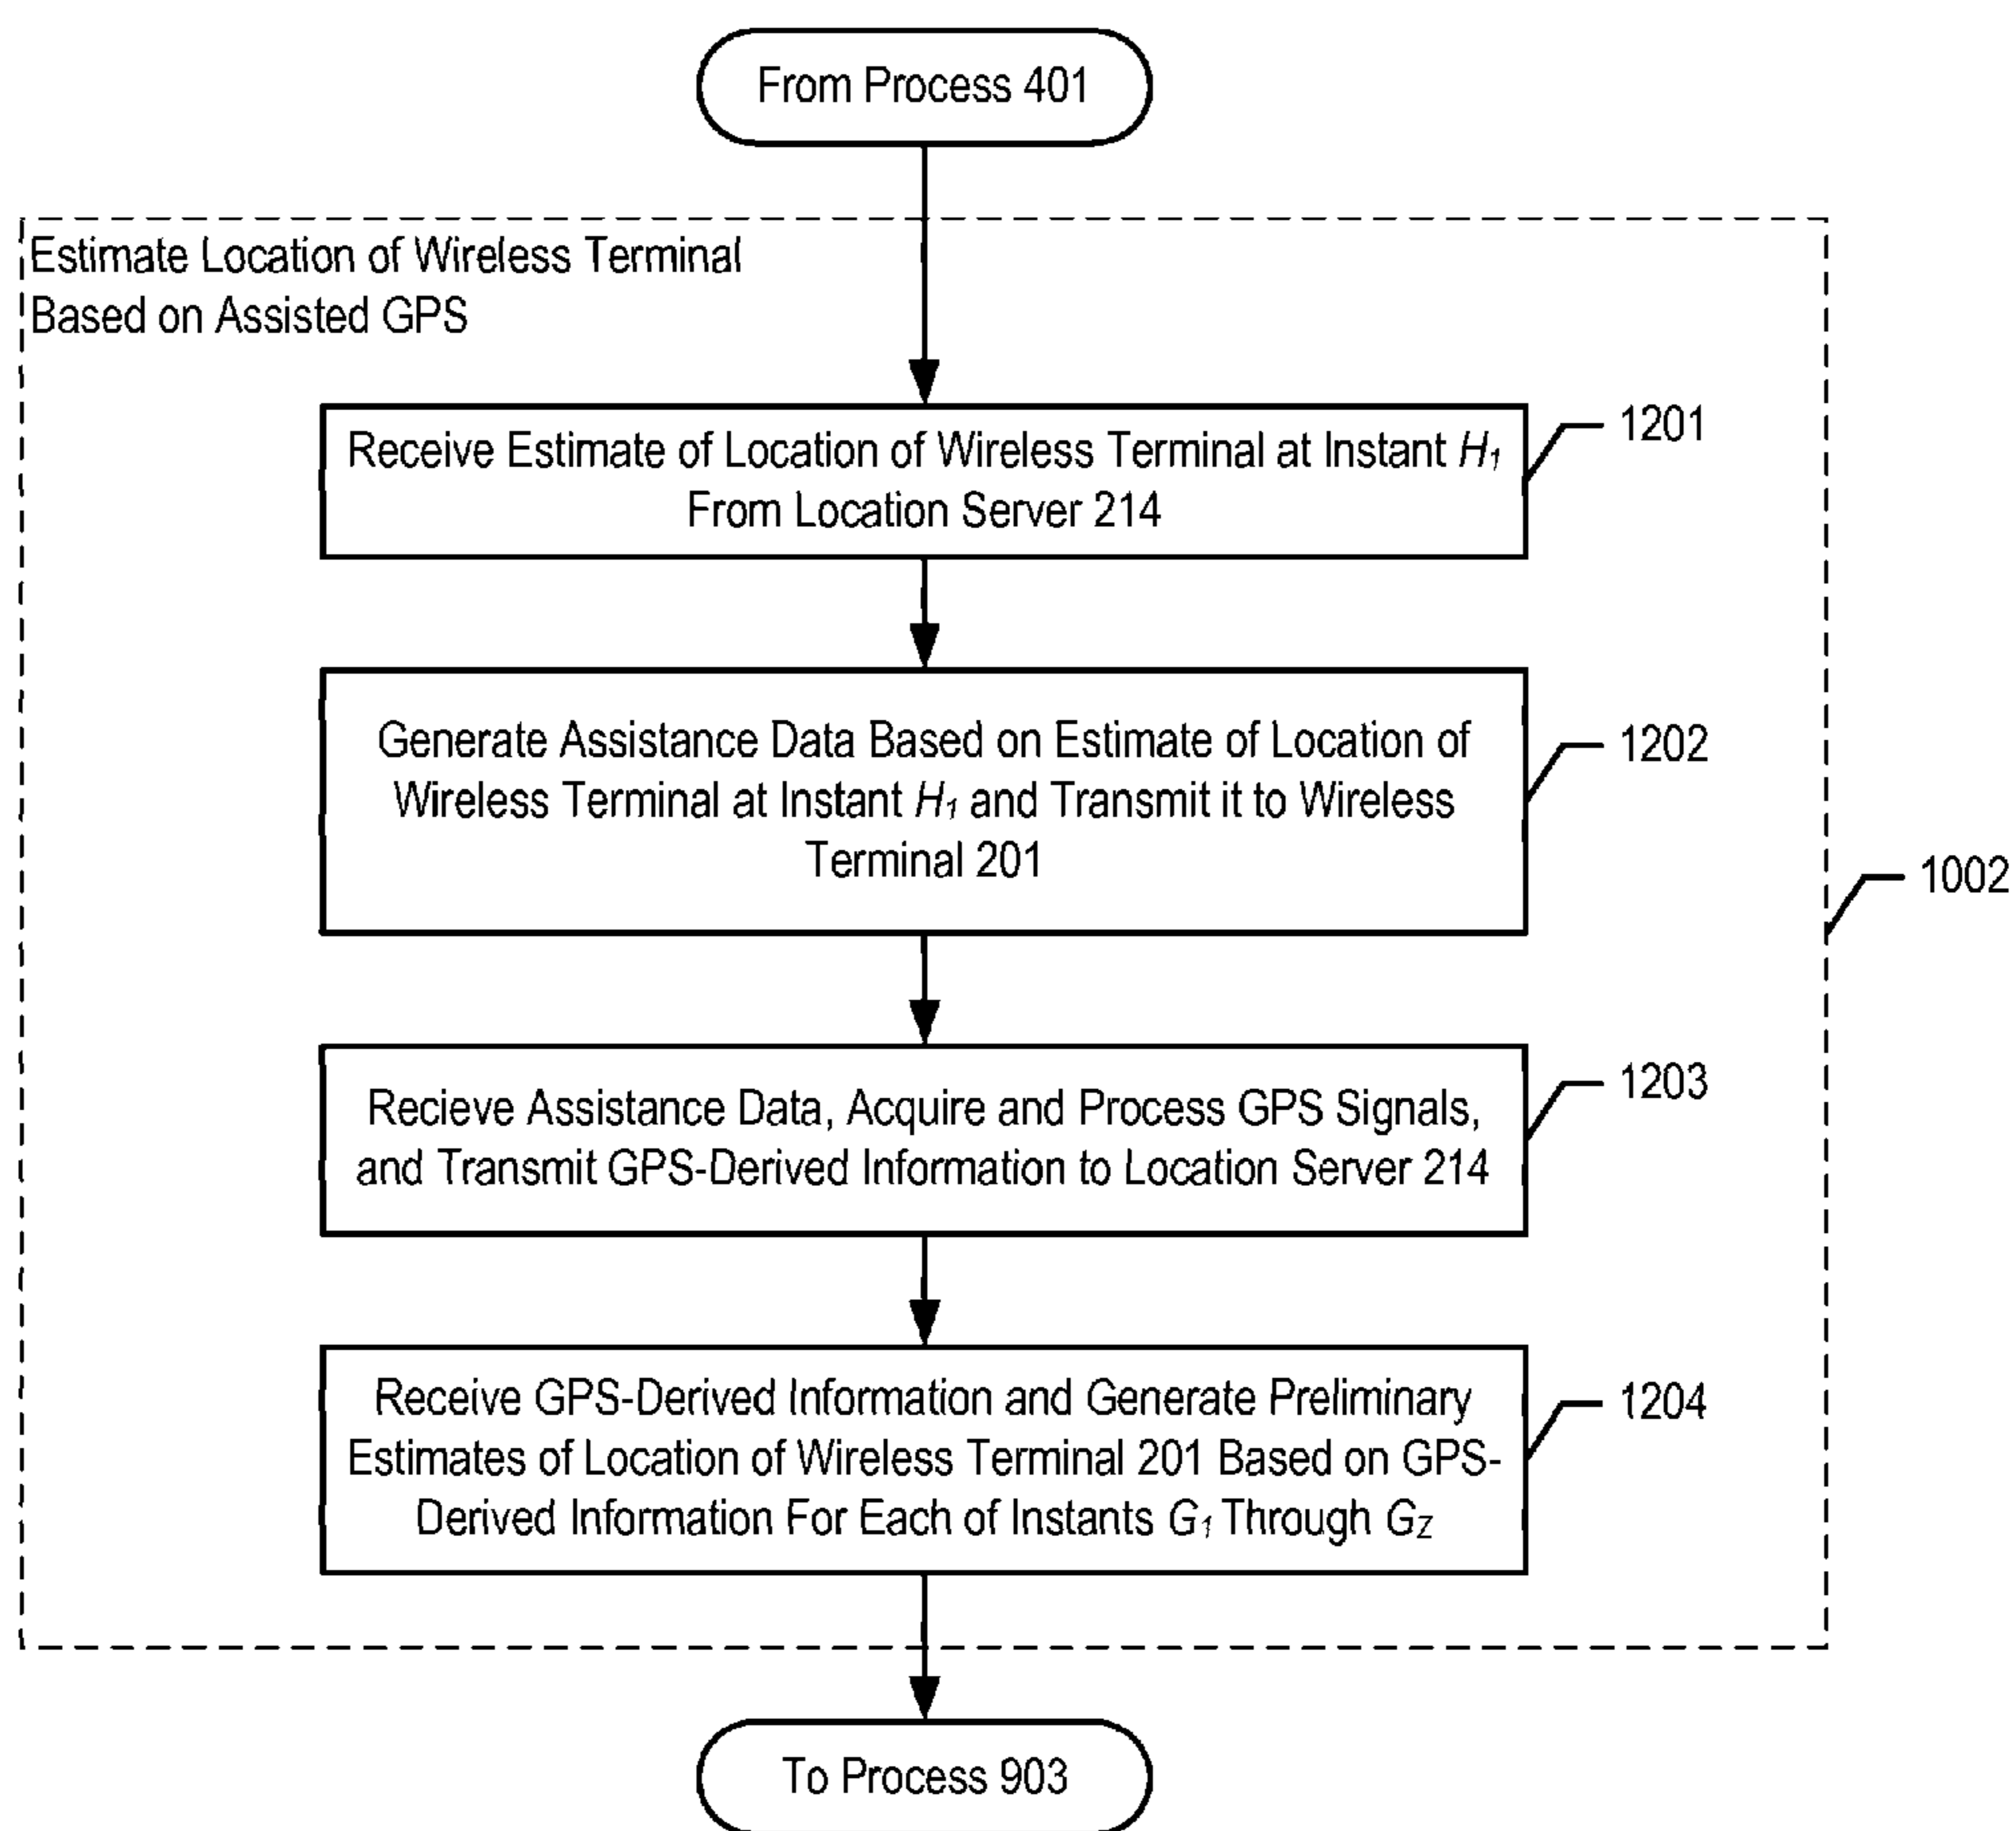 From Process 401
Estimate Location of Wireless Terminal
Based on Assisted GPS
Receive Estimate of Location of Wireless Terminal at Instant H1
From Location Server 214
1201
Generate Assistance Data Based on Estimate of Location of
Wireless Terminal at Instant H1 and Transmit it to Wireless
Terminal 201
1202
1002
Recieve Assistance Data, Acquire and Process GPS Signals,
and Transmit GPS-Derived Information to Location Server 214
1203
Receive GPS-Derived Information and Generate Preliminary
Estimates of Location of Wireless Terminal 201 Based on GPS-
Derived Information For Each of Instants G1 Through GZ
1204
To Process 903